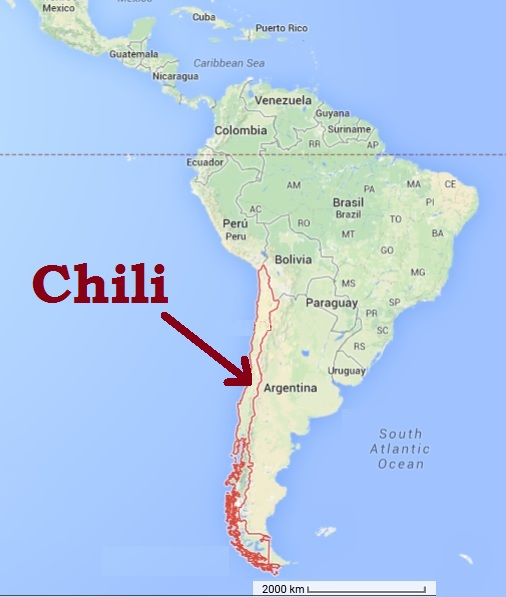 Mexico
Cuba
Puerto Rico
Guatemala
Caribbean Sea
Nicaragua
Venezuela
Guyana
Suriname
Colombia
RR
AP
Ecuador
AM
PA
MA
CE
PI
AC
Brasil
Brazil
TO
RO
Perú
Peru
MT
BA
GO
Bolivia
MG
Chili
MS
Paraguay
SP
PR
SC
RS
Uruguay
Argentina
South
Atlantic
Ocean
2000 km